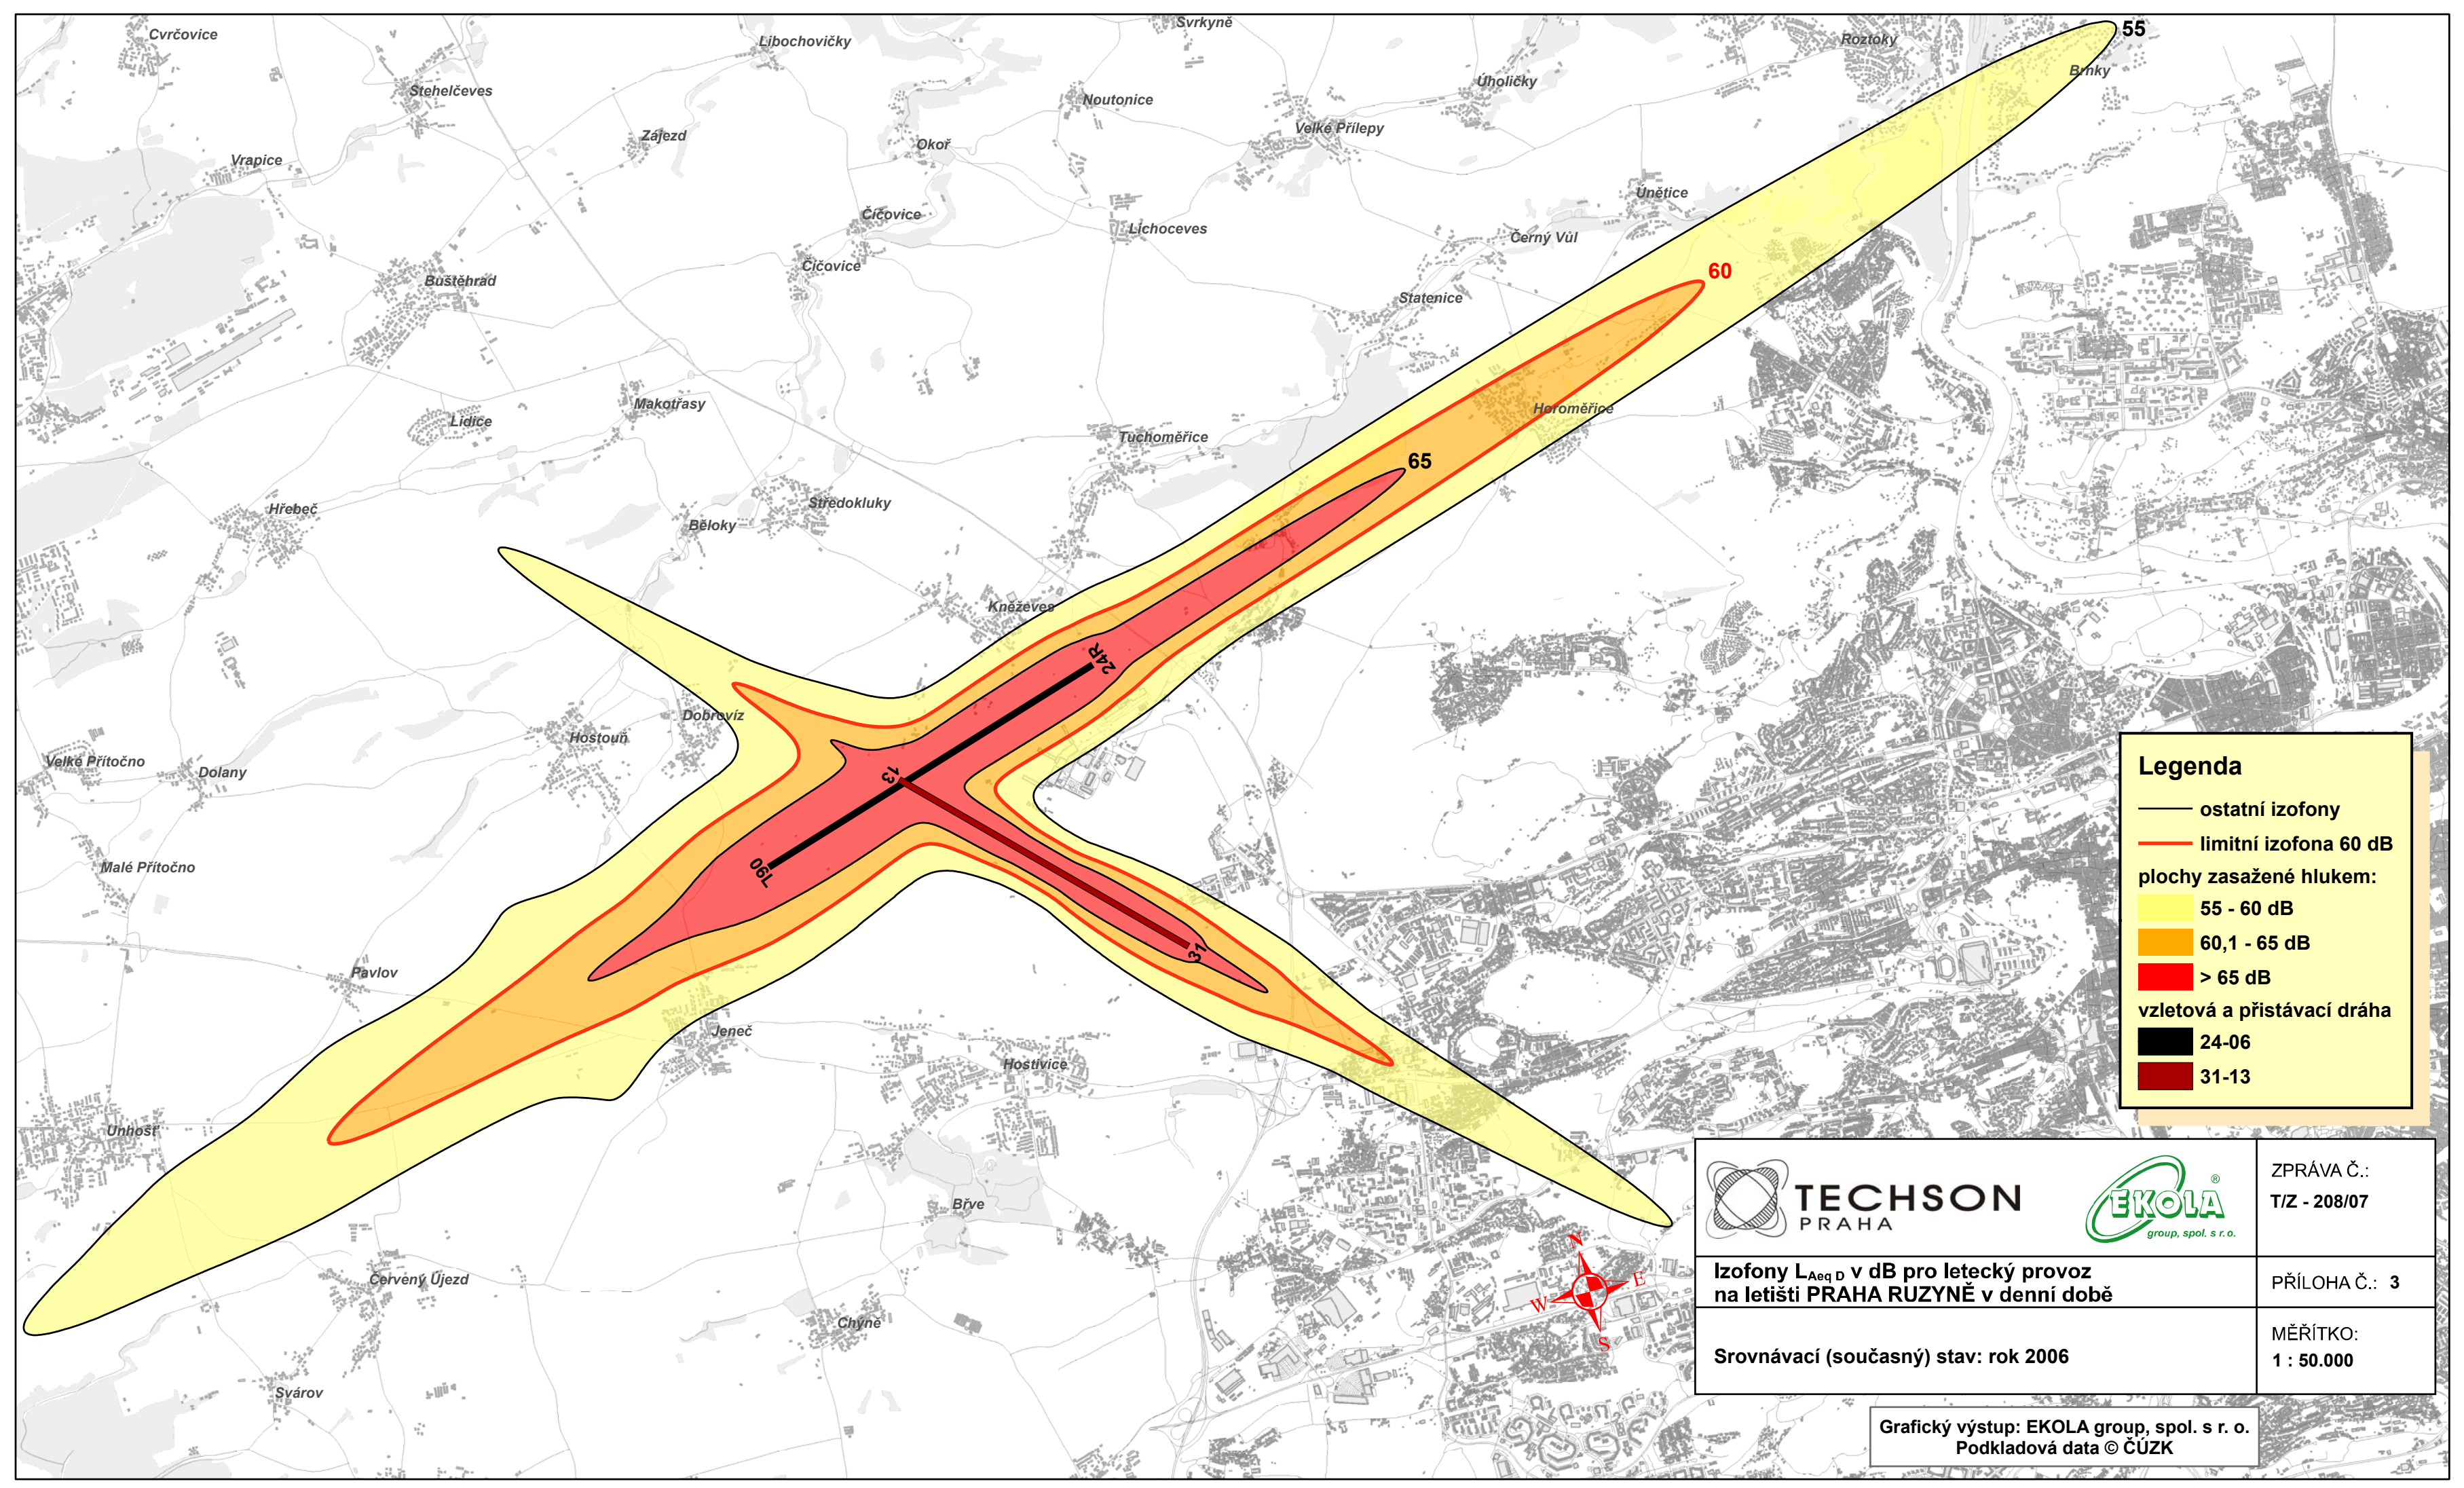 Cvrčovice
Libochovičky
Svrkyně
Roztoky
55
Brnky
Stehelčeves
Noutonice
Úholičky
Zájezd
Okoř
Velké Přílepy
Vrapice
Únětice
Číčovice
Lichoceves
Černý Vůl
Číčovice
60
Buštěhrad
Statenice
Makotřasy
Horoměřice
Lidice
Tuchoměřice
65
Hřebeč
Středokluky
Běloky
Kněževes
24R
Dobrovíz
Hostouň
Velké Přítočno
Dolany
13
06L
Malé Přítočno
31
Pavlov
Jeneč
Hostivice
Unhošť
Břve
Červený Újezd
Chýně
Svárov
N
E
W
S
Legenda
ostatní izofony
limitní izofona 60 dB
plochy zasažené hlukem:
55 - 60 dB
60,1 - 65 dB
> 65 dB
vzletová a přistávací dráha
24-06
31-13
TECHSON
PRAHA
EKOLA ®
group, spol. s r. o.
ZPRÁVA Č.:
T/Z - 208/07
Izofony LAeq D v dB pro letecký provoz
na letišti PRAHA RUZYNĚ v denní době
PŘÍLOHA Č.: 3
Srovnávací (současný) stav: rok 2006
MĚŘÍTKO:
1 : 50.000
Grafický výstup: EKOLA group, spol. s r. o.
Podkladová data © ČÚZK